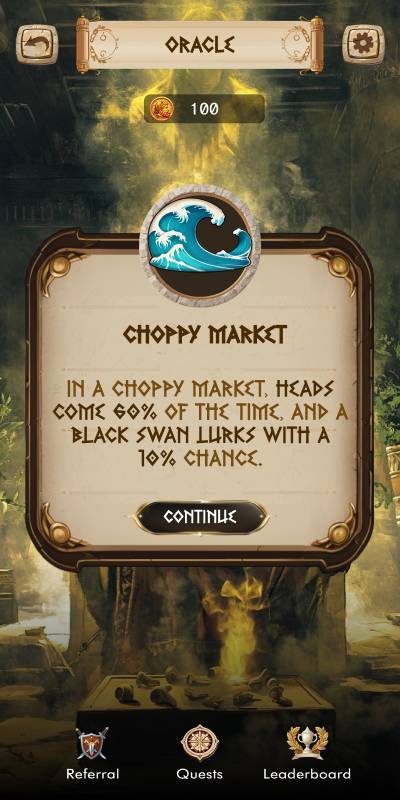 ORACLE
100
CHOPPY MARKET
IN A CHOPPY MARKET, HEADS
COME 60% OF THE TIME, AND A
BLACK SWAN LURKS WITH A
10% CHANCE.
CONTINUE
Referral
Quests
Leaderboard